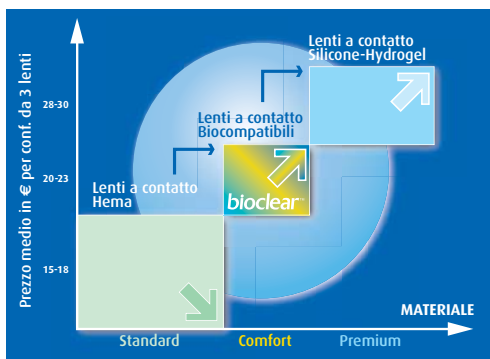 Lenti a contatto
Silicone-Hydrogel
Prezzo medio in € per conf. da 3 lenti
28-30
Lenti a contatto
Biocompatibili
20-23
Lenti a contatto
Hema
bioclear™
15-18
MATERIALE
Standard
Comfort
Premium